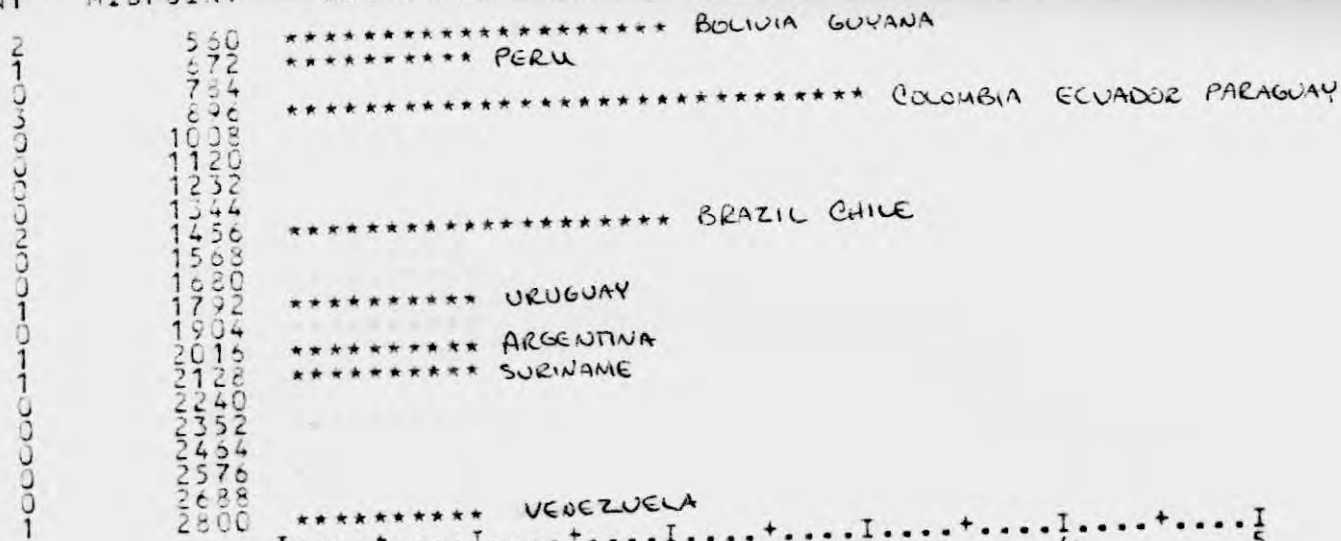 MIDPOINT
2 560 ******************** BOLIVIA GUYANA
1 672 ********** PERU
0 784
3 896 ****************************** COLOMBIA ECUADOR PARAGUAY
0 1008
0 1120
0 1232
0 1344
2 1456 ******************** BRAZIL CHILE
0 1568
0 1680
1 1792 ********** URUGUAY
0 1904
1 2016 ********** ARGENTINA
1 2128 ********** SURINAME
0 2240
0 2352
0 2464
0 2576
0 2688
1 2800 ********** VENEZUELA
I....+....I....+....I....+....I....+....I....+....I